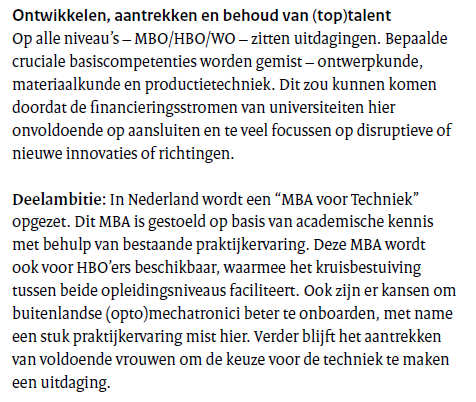 Ontwikkelen, aantrekken en behoud van (top)talent
Op alle niveau's – MBO/HBO/WO – zitten uitdagingen. Bepaalde
cruciale basiscompetenties worden gemist – ontwerpkunde,
materiaalkunde en productietechniek. Dit zou kunnen komen
doordat de financieringsstromen van universiteiten hier
onvoldoende op aansluiten en te veel focussen op disruptieve of
nieuwe innovaties of richtingen.

Deelambitie: In Nederland wordt een “MBA voor Techniek”
opgezet. Dit MBA is gestoeld op basis van academische kennis
met behulp van bestaande praktijkervaring. Deze MBA wordt
ook voor HBO'ers beschikbaar, waarmee het kruisbestuiving
tussen beide opleidingsniveaus faciliteert. Ook zijn er kansen om
buitenlandse (opto)mechatronici beter te onboarden, met name
een stuk praktijkervaring mist hier. Verder blijft het aantrekken
van voldoende vrouwen om de keuze voor de techniek te maken
een uitdaging.